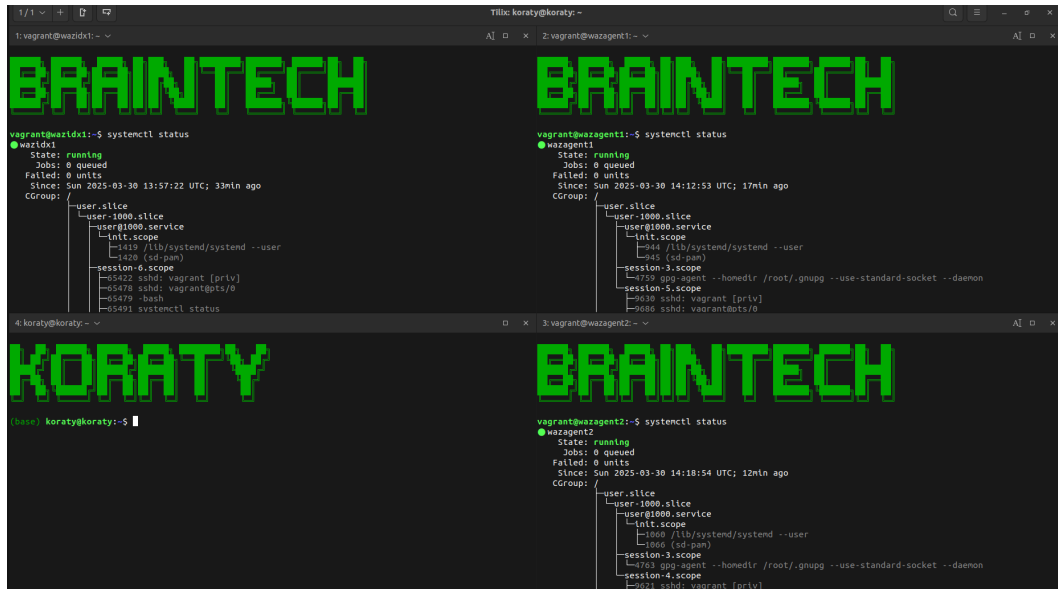 1 / 1
Tilix: koraty@koraty: ~
1: vagrant@wazidx1: ~
BRAINTECH
vagrant@wazidx1:~$ systemctl status
● wazidx1
State: running
Jobs: 0 queued
Failed: 0 units
Since: Sun 2025-03-30 13:57:22 UTC; 33min ago
CGroup: /
├─user.slice
└─user-1000.slice
├─user@1000.service
└─init.scope
├─1419 /lib/systemd/systemd --user
└─1420 (sd-pam)
├─session-6.scope
├─65422 sshd: vagrant [priv]
├─65478 sshd: vagrant@pts/0
├─65479 -bash
├─65491 systemctl status
2: vagrant@wazagent1: ~
BRAINTECH
vagrant@wazagent1:~$ systemctl status
● wazagent1
State: running
Jobs: 0 queued
Failed: 0 units
Since: Sun 2025-03-30 14:12:53 UTC; 17min ago
CGroup: /
├─user.slice
└─user-1000.slice
├─user@1000.service
└─init.scope
├─944 /lib/systemd/systemd --user
└─945 (sd-pam)
├─session-3.scope
└─4759 gpg-agent --homedir /root/.gnupg --use-standard-socket --daemon
└─session-5.scope
├─9630 sshd: vagrant [priv]
├─9686 sshd: vagrant@pts/0
4: koraty@koraty: ~
KORATY
(base) koraty@koraty:~$
3: vagrant@wazagent2: ~
BRAINTECH
vagrant@wazagent2:~$ systemctl status
● wazagent2
State: running
Jobs: 0 queued
Failed: 0 units
Since: Sun 2025-03-30 14:18:54 UTC; 12min ago
CGroup: /
├─user.slice
└─user-1000.slice
├─user@1000.service
└─init.scope
├─1060 /lib/systemd/systemd --user
└─1066 (sd-pam)
├─session-3.scope
└─4763 gpg-agent --homedir /root/.gnupg --use-standard-socket --daemon
└─session-4.scope
├─9621 sshd: vagrant [priv]